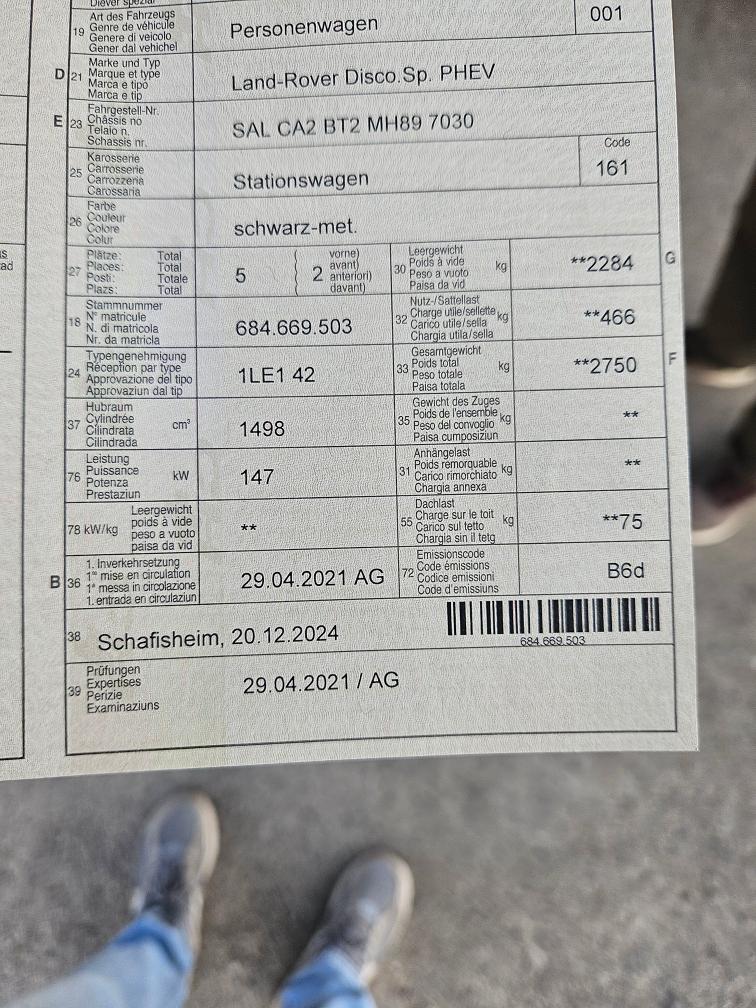 19 Art des Fahrzeugs
Genre de véhicule
Genere di veicolo
Gener dal vehichel
Personenwagen
001
D 21 Marke und Typ
Marque et type
Marca e tipo
Marca e tip
Land-Rover Disco.Sp. PHEV
E 23 Fahrgestell-Nr.
Châssis no
Telaio n.
Schassis nr.
SAL CA2 BT2 MH89 7030
25 Karosserie
Carrosserie
Carrozzeria
Carossaria
Stationswagen
Code
161
26 Farbe
Couleur
Colore
Colur
schwarz-met.
27 Plätze: Total
Places: Total
Posti: Totale
Plazs: Total
5
( 2 vorne)
avant)
anteriori)
davant)
30 Leergewicht
Poids à vide
Peso a vuoto
Paisa da vid
kg
**2284
G
18 Stammnummer
N° matricule
N. di matricola
Nr. da matricla
684.669.503
32 Nutz-/Sattellast
Charge utile/sellette
Carico utile/sella
Chargia utila/sella
kg
**466
24 Typengenehmigung
Réception par type
Approvazione del tipo
Approvaziun dal tip
1LE1 42
33 Gesamtgewicht
Poids total
Peso totale
Paisa totala
kg
**2750
F
37 Hubraum
Cylindrée
Cilindrata
Cilindrada
cm³
1498
35 Gewicht des Zuges
Poids de l'ensemble
Peso del convoglio
Paisa cumposiziun
kg
**
76 Leistung
Puissance
Potenza
Prestaziun
kW
147
31 Anhängelast
Poids remorquable
Carico rimorchiato
Chargia annexa
kg
**
78 kW/kg
Leergewicht
poids à vide
peso a vuoto
paisa da vid
**
55 Dachlast
Charge sur le toit
Carico sul tetto
Chargia sin il tetg
kg
**75
B 36 1. Inverkehrsetzung
1re mise en circulation
1a messa in circolazione
1. entrada en circulaziun
29.04.2021 AG
72 Emissionscode
Code émissions
Codice emissioni
Code d'emissiuns
B6d
38 Schafisheim, 20.12.2024
684.669.503
39 Prüfungen
Expertises
Perizie
Examinaziuns
29.04.2021 / AG